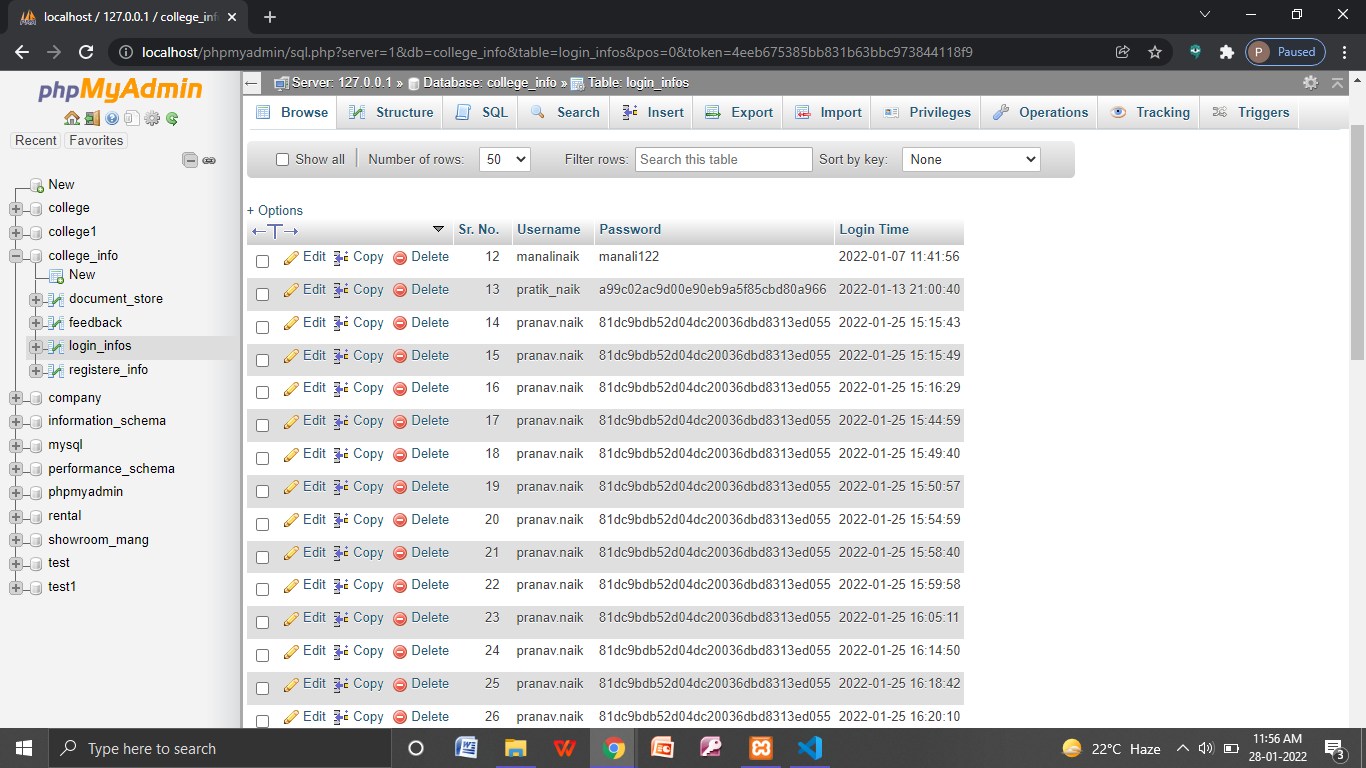 localhost / 127.0.0.1 / college_inf
localhost/phpmyadmin/sql.php?server=1&db=college_info&table=login_infos&pos=0&token=4eeb675385bb831b63bbc973844118f9
P Paused
phpMyAdmin
Recent Favorites
New
college
college1
college_info
New
document_store
feedback
login_infos
registere_info
company
information_schema
mysql
performance_schema
phpmyadmin
rental
showroom_mang
test
test1
Server: 127.0.0.1 » Database: college_info » Table: login_infos
Browse Structure SQL Search Insert Export Import Privileges Operations Tracking Triggers
Show all Number of rows: 50 Filter rows: Search this table Sort by key: None
+ Options
Sr. No. Username Password Login Time
Edit Copy Delete 12 manalinaik manali122 2022-01-07 11:41:56
Edit Copy Delete 13 pratik_naik a99c02ac9d00e90eb9a5f85cbd80a966 2022-01-13 21:00:40
Edit Copy Delete 14 pranav.naik 81dc9bdb52d04dc20036dbd8313ed055 2022-01-25 15:15:43
Edit Copy Delete 15 pranav.naik 81dc9bdb52d04dc20036dbd8313ed055 2022-01-25 15:15:49
Edit Copy Delete 16 pranav.naik 81dc9bdb52d04dc20036dbd8313ed055 2022-01-25 15:16:29
Edit Copy Delete 17 pranav.naik 81dc9bdb52d04dc20036dbd8313ed055 2022-01-25 15:44:59
Edit Copy Delete 18 pranav.naik 81dc9bdb52d04dc20036dbd8313ed055 2022-01-25 15:49:40
Edit Copy Delete 19 pranav.naik 81dc9bdb52d04dc20036dbd8313ed055 2022-01-25 15:50:57
Edit Copy Delete 20 pranav.naik 81dc9bdb52d04dc20036dbd8313ed055 2022-01-25 15:54:59
Edit Copy Delete 21 pranav.naik 81dc9bdb52d04dc20036dbd8313ed055 2022-01-25 15:58:40
Edit Copy Delete 22 pranav.naik 81dc9bdb52d04dc20036dbd8313ed055 2022-01-25 15:59:58
Edit Copy Delete 23 pranav.naik 81dc9bdb52d04dc20036dbd8313ed055 2022-01-25 16:05:11
Edit Copy Delete 24 pranav.naik 81dc9bdb52d04dc20036dbd8313ed055 2022-01-25 16:14:50
Edit Copy Delete 25 pranav.naik 81dc9bdb52d04dc20036dbd8313ed055 2022-01-25 16:18:42
Edit Copy Delete 26 pranav.naik 81dc9bdb52d04dc20036dbd8313ed055 2022-01-25 16:20:10
Type here to search
22°C Haze
11:56 AM
28-01-2022
3